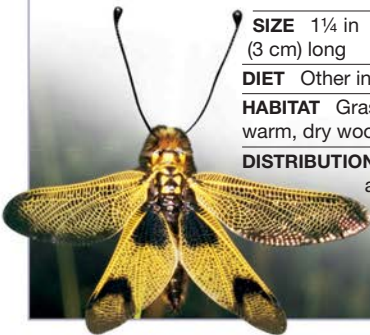 SIZE 1¼ in
(3 cm) long
DIET Other in
HABITAT Gras
warm, dry woo
DISTRIBUTION
a